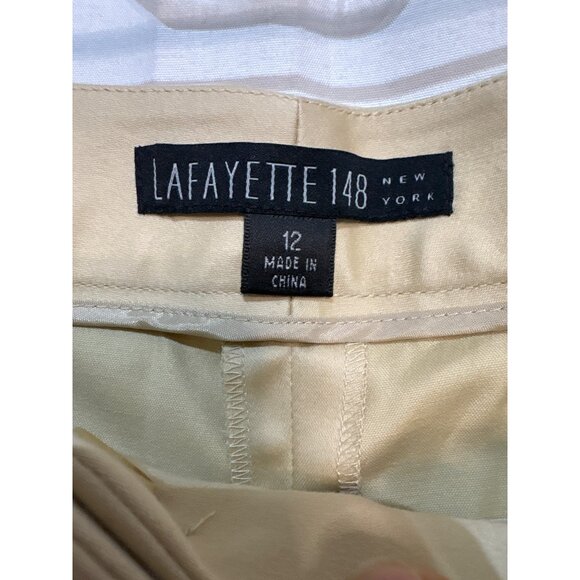 LAFAYETTE 148 NEW YORK
12
MADE IN
CHINA